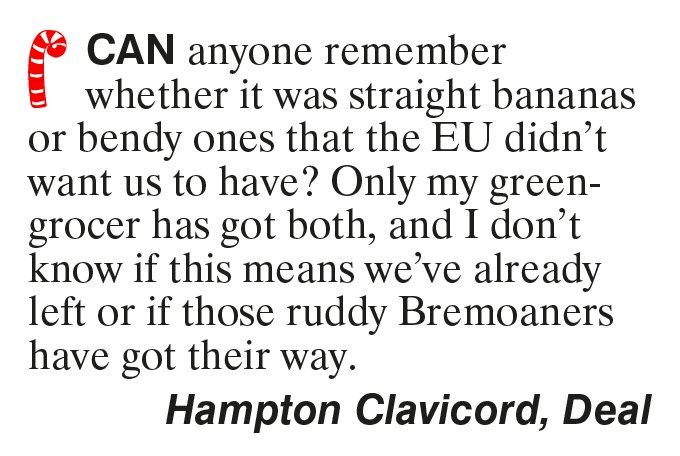 CAN anyone remember
whether it was straight bananas
or bendy ones that the EU didn’t
want us to have? Only my green-
grocer has got both, and I don’t
know if this means we’ve already
left or if those ruddy Bremoaners
have got their way.
Hampton Clavicord, Deal